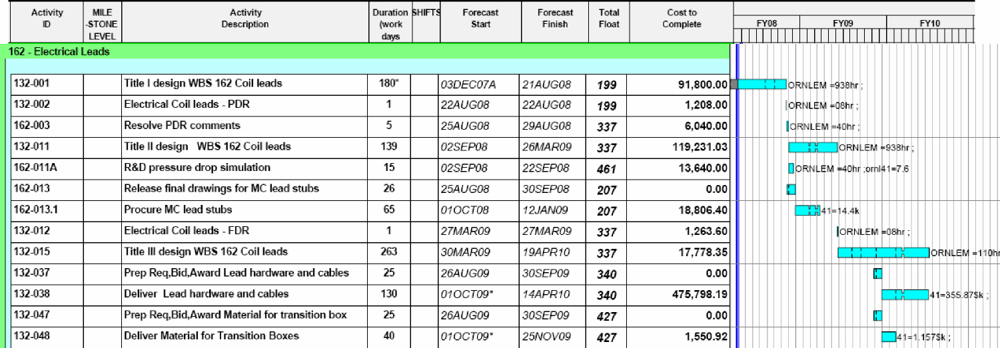 Activity ID MILE -STONE LEVEL Activity Description Duration (work days SHIFTS Forecast Start Forecast Finish Total Float Cost to Complete FY08 FY09 FY10
162 - Electrical Leads
132-001 Title I design WBS 162 Coil leads 180* 03DEC07A 21AUG08 199 91,800.00 ORNLEM =938hr ;
132-002 Electrical Coil leads - PDR 1 22AUG08 22AUG08 199 1,208.00 ORNLEM =08hr ;
162-003 Resolve PDR comments 5 25AUG08 29AUG08 337 6,040.00 ORNLEM =40hr ;
132-011 Title II design WBS 162 Coil leads 139 02SEP08 26MAR09 337 119,231.03 ORNLEM =938hr ;
162-011A R&D pressure drop simulation 15 02SEP08 22SEP08 461 13,640.00 ORNLEM =40hr ;ornl41=7.6
162-013 Release final drawings for MC lead stubs 26 25AUG08 30SEP08 207 0.00
162-013.1 Procure MC lead stubs 65 01OCT08 12JAN09 207 18,806.40 41=14.4k
132-012 Electrical Coil leads - FDR 1 27MAR09 27MAR09 337 1,263.60 ORNLEM =08hr ;
132-015 Title III design WBS 162 Coil leads 263 30MAR09 19APR10 337 17,778.35 ORNLEM =110hr
132-037 Prep Req,Bid,Award Lead hardware and cables 25 26AUG09 30SEP09 340 0.00
132-038 Deliver Lead hardware and cables 130 01OCT09* 14APR10 340 475,798.19 41=355.87$k ;
132-047 Prep Req,Bid,Award Material for transition box 25 26AUG09 30SEP09 427 0.00
132-048 Deliver Material for Transition Boxes 40 01OCT09* 25NOV09 427 1,550.92 41=1.157$k ;